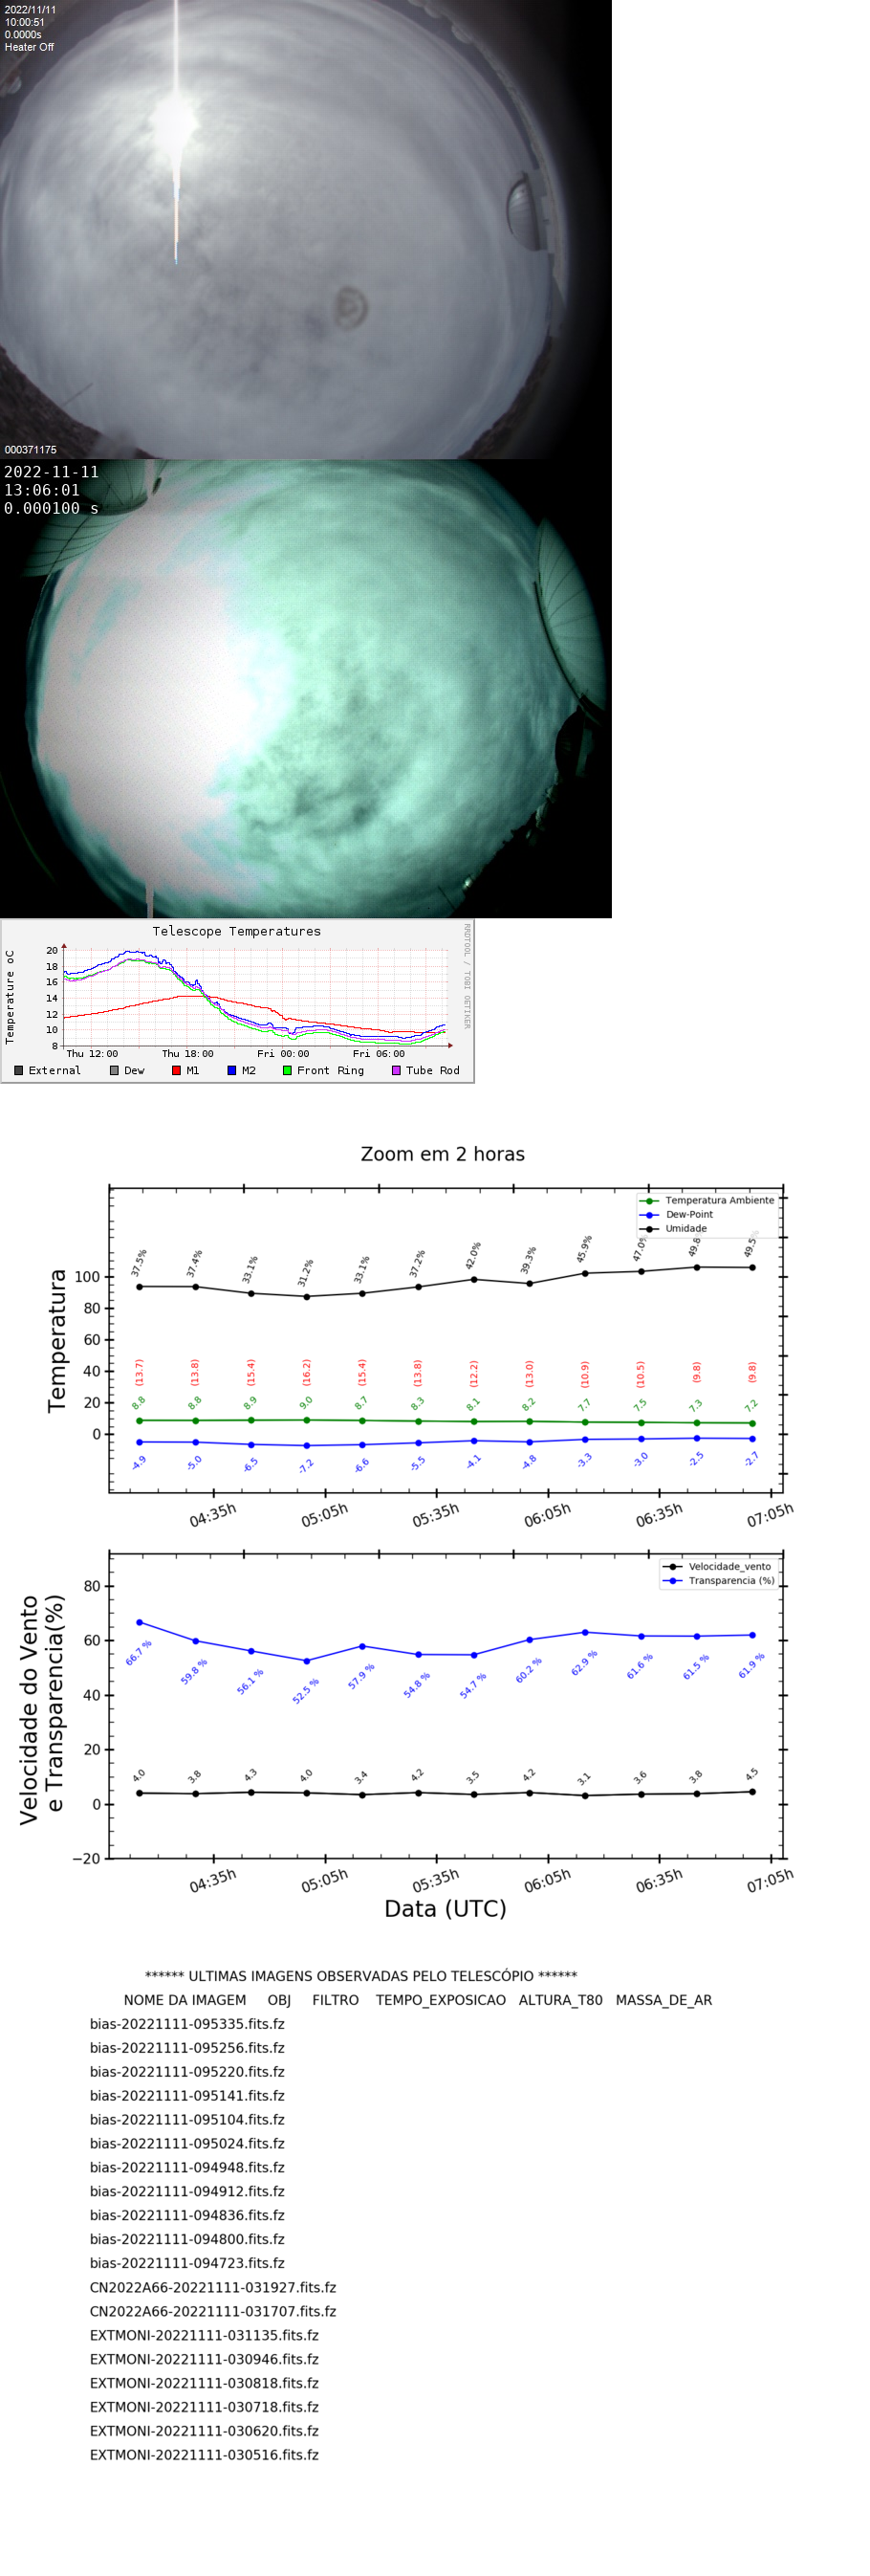 2022/11/11
10:00:51
0.0000s
Heater Off
000371175
2022-11-11
13:06:01
0.000100 s
Telescope Temperatures
RRDTOOL / TOBI OETIKER
Temperature oC
20
18
16
14
12
10
8
Thu 12:00 Thu 18:00 Fri 00:00 Fri 06:00
External Dew M1 M2 Front Ring Tube Rod
Zoom em 2 horas
Temperatura
Temperatura Ambiente
Dew-Point
Umidade
37.5% 37.4% 33.1% 31.2% 33.1% 37.2% 42.0% 39.3% 45.9% 47.0% 49.8% 49.5%
100
80
60
40
20
0
(13.7) (13.8) (15.4) (16.2) (15.4) (13.8) (12.2) (13.0) (10.9) (10.5) (9.8) (9.8)
8.8 8.8 8.9 9.0 8.7 8.3 8.1 8.2 7.7 7.5 7.3 7.2
-4.9 -5.0 -6.5 -7.2 -6.6 -5.5 -4.1 -4.8 -3.3 -3.0 -2.5 -2.7
04:35h 05:05h 05:35h 06:05h 06:35h 07:05h
Velocidade do Vento
e Transparencia(%)
Velocidade_vento
Transparencia (%)
80
60
40
20
0
−20
66.7 % 59.8 % 56.1 % 52.5 % 57.9 % 54.8 % 54.7 % 60.2 % 62.9 % 61.6 % 61.5 % 61.9 %
4.0 3.8 4.3 4.0 3.4 4.2 3.5 4.2 3.1 3.6 3.8 4.5
04:35h 05:05h 05:35h 06:05h 06:35h 07:05h
Data (UTC)
****** ULTIMAS IMAGENS OBSERVADAS PELO TELESCÓPIO ******
NOME DA IMAGEM OBJ FILTRO TEMPO_EXPOSICAO ALTURA_T80 MASSA_DE_AR
bias-20221111-095335.fits.fz
bias-20221111-095256.fits.fz
bias-20221111-095220.fits.fz
bias-20221111-095141.fits.fz
bias-20221111-095104.fits.fz
bias-20221111-095024.fits.fz
bias-20221111-094948.fits.fz
bias-20221111-094912.fits.fz
bias-20221111-094836.fits.fz
bias-20221111-094800.fits.fz
bias-20221111-094723.fits.fz
CN2022A66-20221111-031927.fits.fz
CN2022A66-20221111-031707.fits.fz
EXTMONI-20221111-031135.fits.fz
EXTMONI-20221111-030946.fits.fz
EXTMONI-20221111-030818.fits.fz
EXTMONI-20221111-030718.fits.fz
EXTMONI-20221111-030620.fits.fz
EXTMONI-20221111-030516.fits.fz